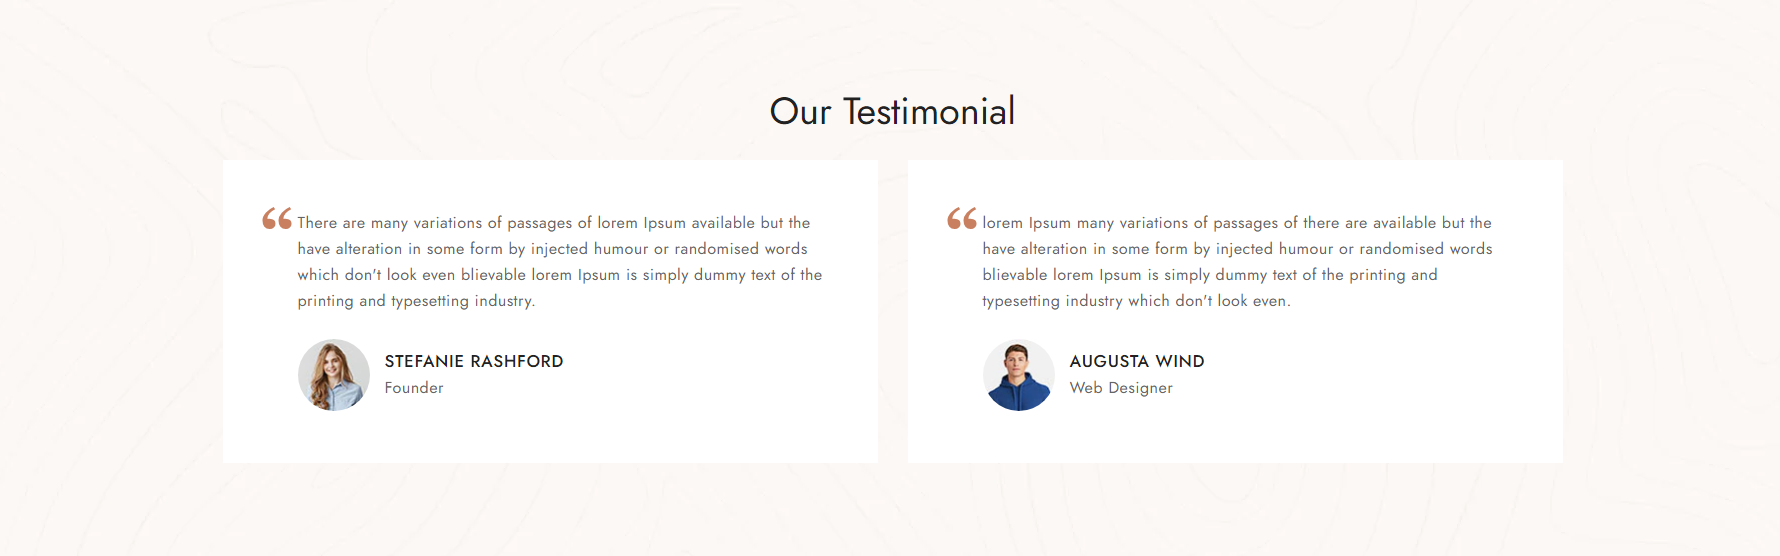 Our Testimonial
“ There are many variations of passages of lorem Ipsum available but the
have alteration in some form by injected humour or randomised words
which don't look even blievable lorem Ipsum is simply dummy text of the
printing and typesetting industry.
STEFANIE RASHFORD
Founder
“ lorem Ipsum many variations of passages of there are available but the
have alteration in some form by injected humour or randomised words
blievable lorem Ipsum is simply dummy text of the printing and
typesetting industry which don't look even.
AUGUSTA WIND
Web Designer